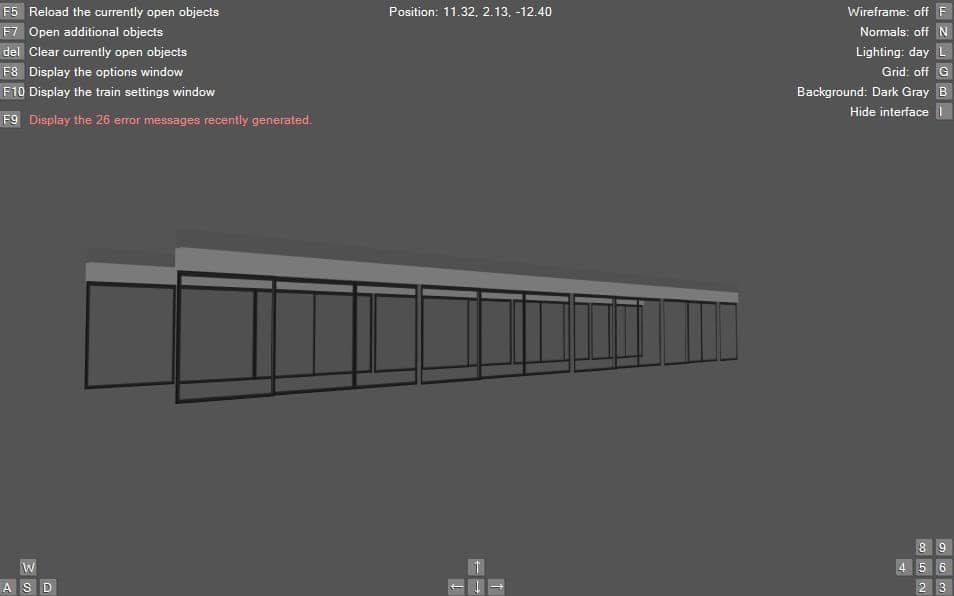 F5 Reload the currently open objects
F7 Open additional objects
del Clear currently open objects
F8 Display the options window
F10 Display the train settings window
F9 Display the 26 error messages recently generated.
Position: 11.32, 2.13, -12.40
Wireframe: off F
Normals: off N
Lighting: day L
Grid: off G
Background: Dark Gray B
Hide interface I
W
A S D
↑
← ↓ →
8 9
4 5 6
2 3